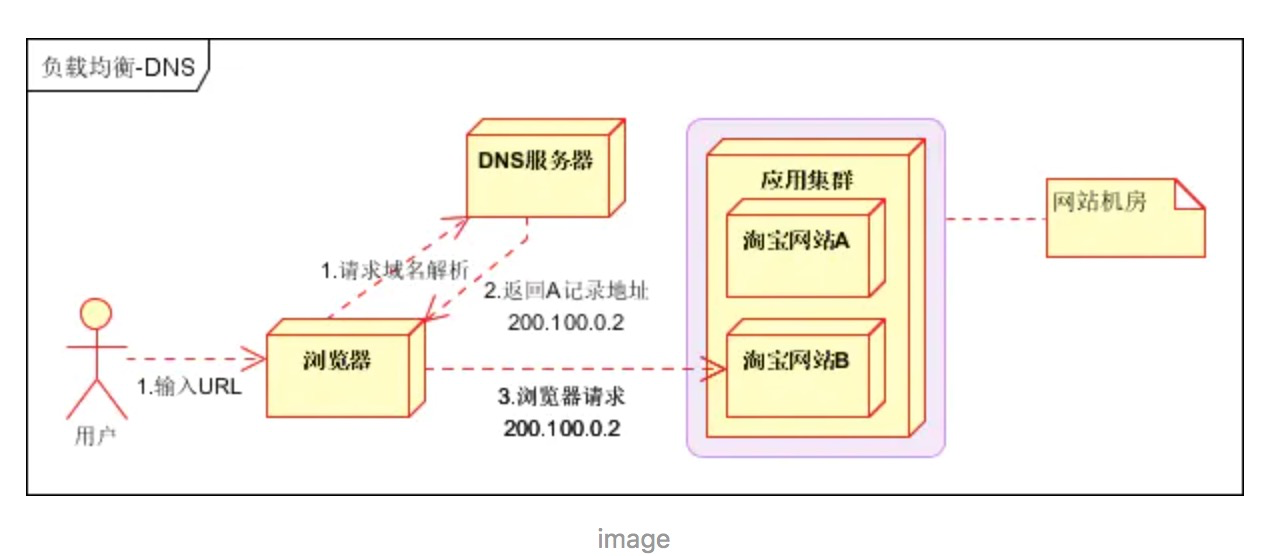 负载均衡-DNS
DNS服务器
应用集群
淘宝网站A
网站机房
1.请求域名解析
2.返回A记录地址
200.100.0.2
浏览器
淘宝网站B
1.输入URL
3.浏览器请求
200.100.0.2
用户
image